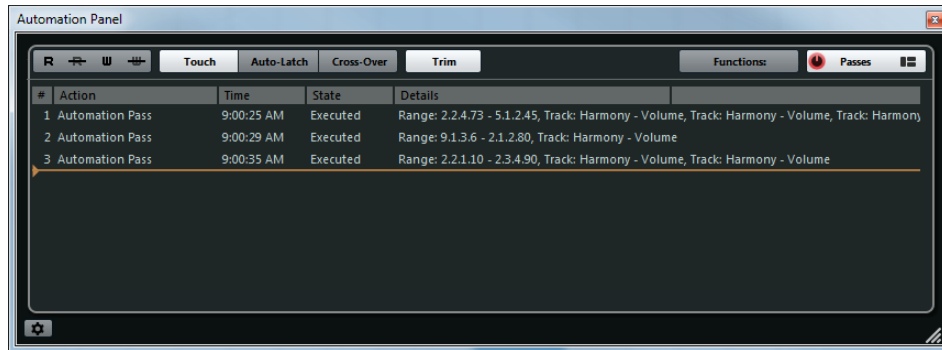 Automation Panel
R R W W Touch Auto-Latch Cross-Over Trim Functions: Passes
# Action Time State Details
1 Automation Pass 9:00:25 AM Executed Range: 2.2.4.73 - 5.1.2.45, Track: Harmony - Volume, Track: Harmony - Volume, Track: Harmony
2 Automation Pass 9:00:29 AM Executed Range: 9.1.3.6 - 2.1.2.80, Track: Harmony - Volume
3 Automation Pass 9:00:35 AM Executed Range: 2.2.1.10 - 2.3.4.90, Track: Harmony - Volume, Track: Harmony - Volume